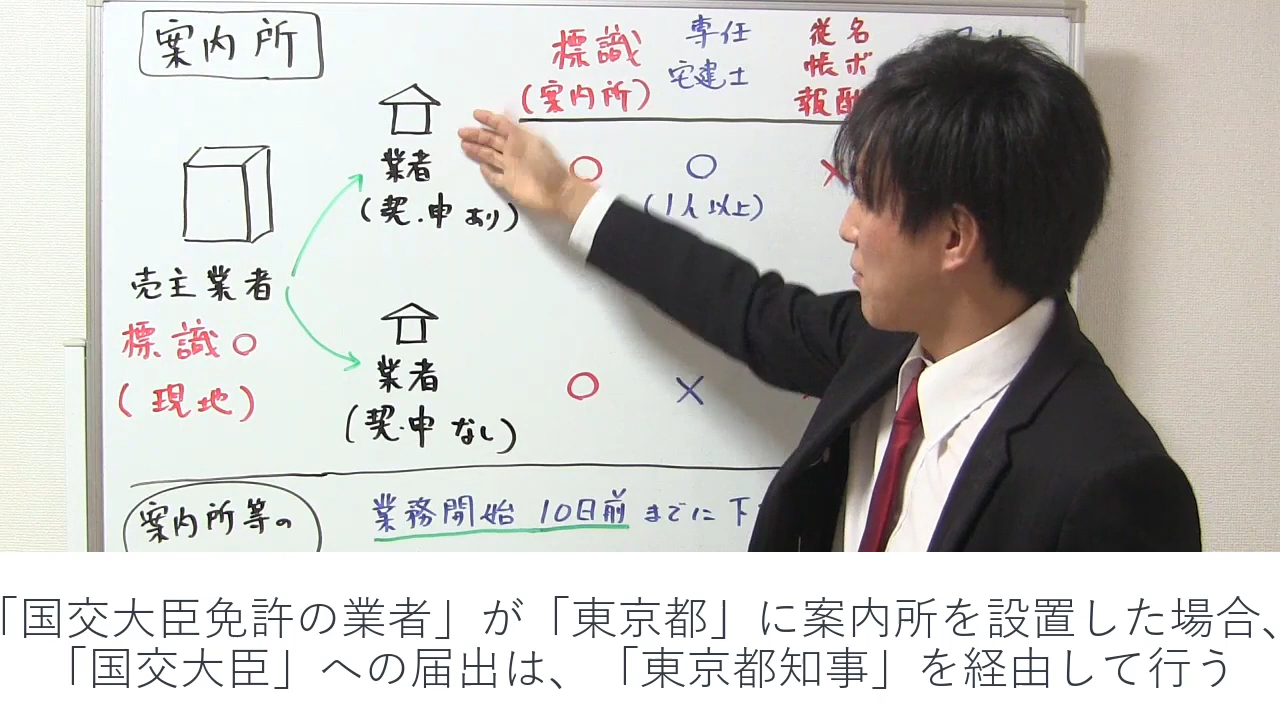 案内所
標識
(案内所)
専任
宅建士
従名
帳ボ
報酬
業者
(契・申あり)
○
○
(1人以上)
×
売主業者
標識○
(現地)
業者
(契・申なし)
○
×
案内所等の
業務開始 10日前までに下
「国交大臣免許の業者」が「東京都」に案内所を設置した場合、
「国交大臣」への届出は、「東京都知事」を経由して行う